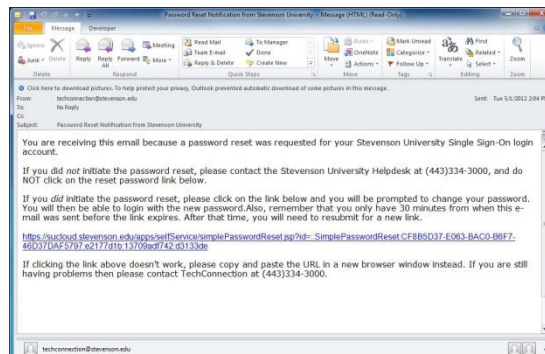 Password Reset Notification from Stevenson University - Message (HTML) (Read-Only)
File Message Developer
Ignore
Junk Delete
Delete
Reply Reply All Forward
Meeting
More
Respond
Read Mail
Team E-mail
Reply & Delete
To Manager
Done
Create New
Quick Steps
Move
Rules
OneNote
Actions
Move
Mark Unread
Categorize
Follow Up
Tags
Translate
Find
Related
Select
Editing
Zoom
Zoom
Click here to download pictures. To help protect your privacy, Outlook prevented automatic download of some pictures in this message.
From: techconnection@stevenson.edu Sent: Tue 5/1/2012 2:04 P
To: No Reply
Cc:
Subject: Password Reset Notification from Stevenson University
You are receiving this email because a password reset was requested for your Stevenson University Single Sign-On login
account.
If you did not initiate the password reset, please contact the Stevenson University Helpdesk at (443)334-3000, and do
NOT click on the reset password link below.
If you did initiate the password reset, please click on the link below and you will be prompted to change your password.
You will then be able to login with the new password.Also, remember that you only have 30 minutes from when this e-
mail was sent before the link expires. After that time, you will need to resubmit for a new link.
https://sucloud.stevenson.edu/apps/selfService/simplePasswordReset.jsp?id=:SimplePasswordReset:CF8B5D37-E063-BAC0-B6F7-
46D37DAF5797:e2177d1b:13709adf742:d3133de
If clicking the link above doesn't work, please copy and paste the URL in a new browser window instead. If you are still
having problems then please contact TechConnection at (443)334-3000.
techconnection@stevenson.edu